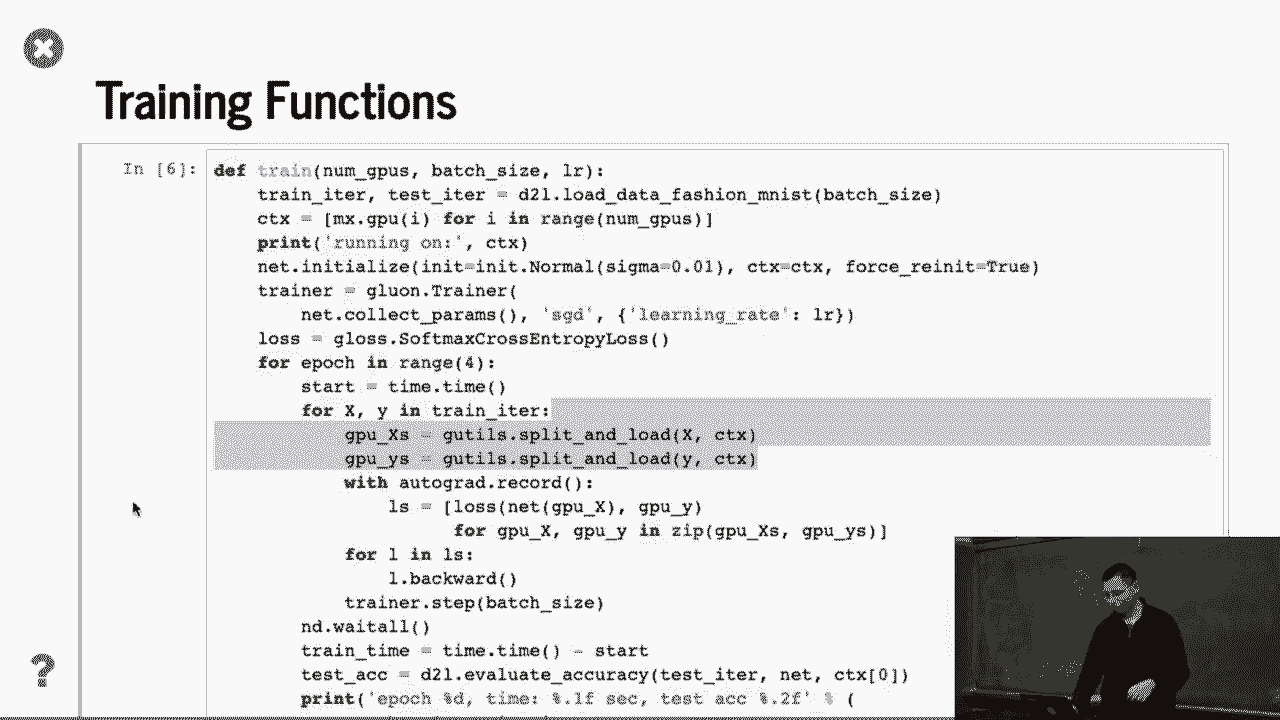 Training Functions
In [6]:
def train(num_gpus, batch_size, lr):
    train_iter, test_iter = d2l.load_data_fashion_mnist(batch_size)
    ctx = [mx.gpu(i) for i in range(num_gpus)]
    print('running on:', ctx)
    net.initialize(init=init.Normal(sigma=0.01), ctx=ctx, force_reinit=True)
    trainer = gluon.Trainer(
        net.collect_params(), 'sgd', {'learning_rate': lr})
    loss = gloss.SoftmaxCrossEntropyLoss()
    for epoch in range(4):
        start = time.time()
        for X, y in train_iter:
            gpu_Xs = gutils.split_and_load(X, ctx)
            gpu_ys = gutils.split_and_load(y, ctx)
            with autograd.record():
                ls = [loss(net(gpu_X), gpu_y)
                      for gpu_X, gpu_y in zip(gpu_Xs, gpu_ys)]
            for l in ls:
                l.backward()
            trainer.step(batch_size)
        nd.waitall()
        train_time = time.time() - start
        test_acc = d2l.evaluate_accuracy(test_iter, net, ctx[0])
        print('epoch %d, time: %.1f sec, test acc %.2f' % (
?